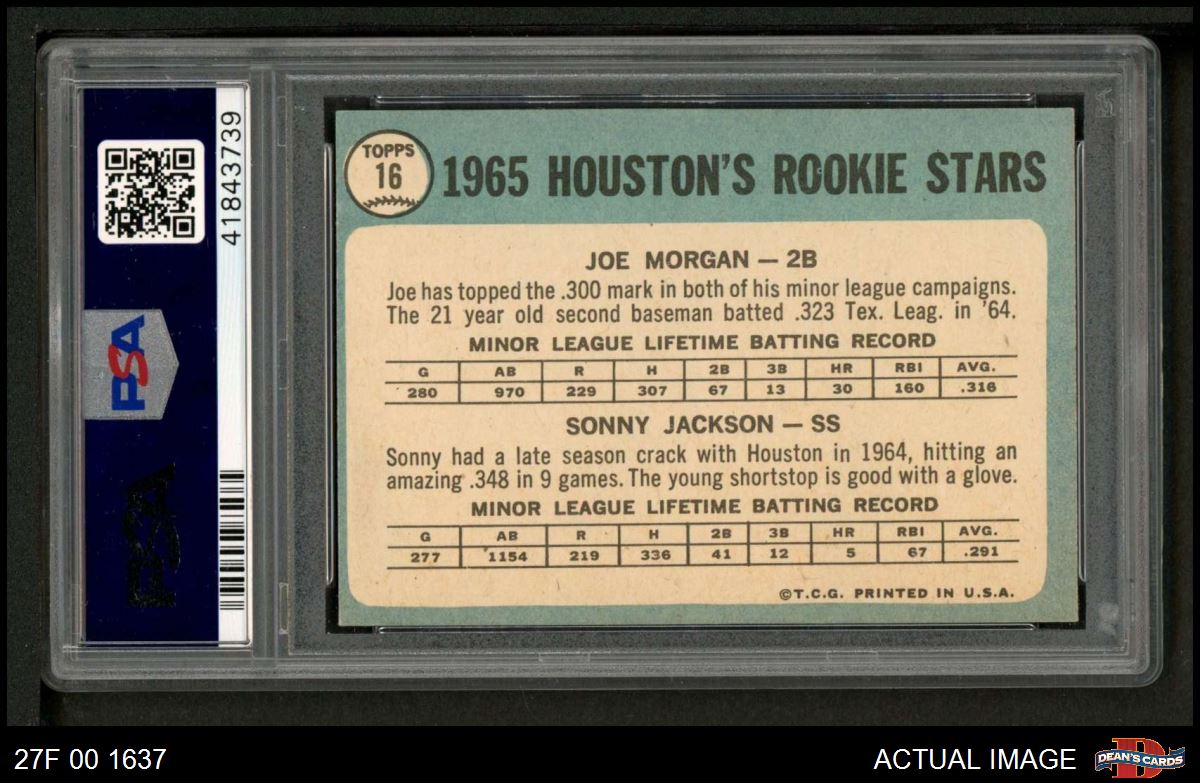 41843739
PSA
PSA
TOPPS
16
1965 HOUSTON'S ROOKIE STARS
JOE MORGAN — 2B
Joe has topped the .300 mark in both of his minor league campaigns.
The 21 year old second baseman batted .323 Tex. Leag. in '64.
MINOR LEAGUE LIFETIME BATTING RECORD
G AB R H 2B 3B HR RBI AVG.
280 970 229 307 67 13 30 160 .316
SONNY JACKSON — SS
Sonny had a late season crack with Houston in 1964, hitting an
amazing .348 in 9 games. The young shortstop is good with a glove.
MINOR LEAGUE LIFETIME BATTING RECORD
G AB R H 2B 3B HR RBI AVG.
277 1154 219 336 41 12 5 67 .291
©T.C.G. PRINTED IN U.S.A.
27F 00 1637
ACTUAL IMAGE
D
DEAN'S CARDS